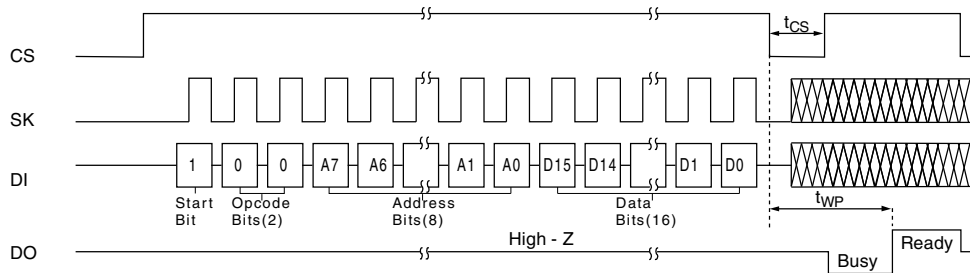 tCS
CS
SK
DI
1 0 0 A7 A6 A1 A0 D15 D14 D1 D0
Start Bit
Opcode Bits(2)
Address Bits(8)
Data Bits(16)
tWP
High - Z
DO
Busy
Ready